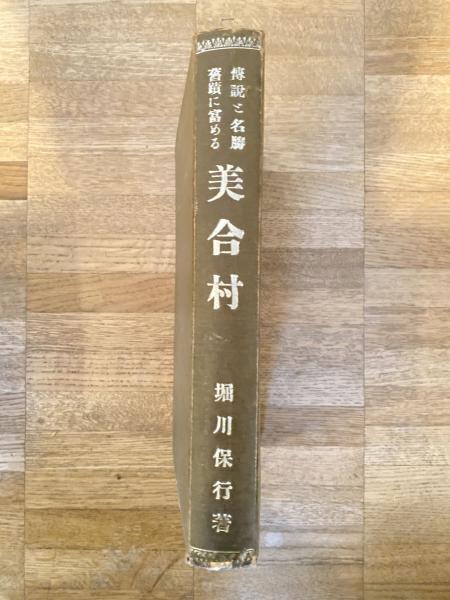 傳說と名勝
舊蹟に富める
美合村
堀川保行著